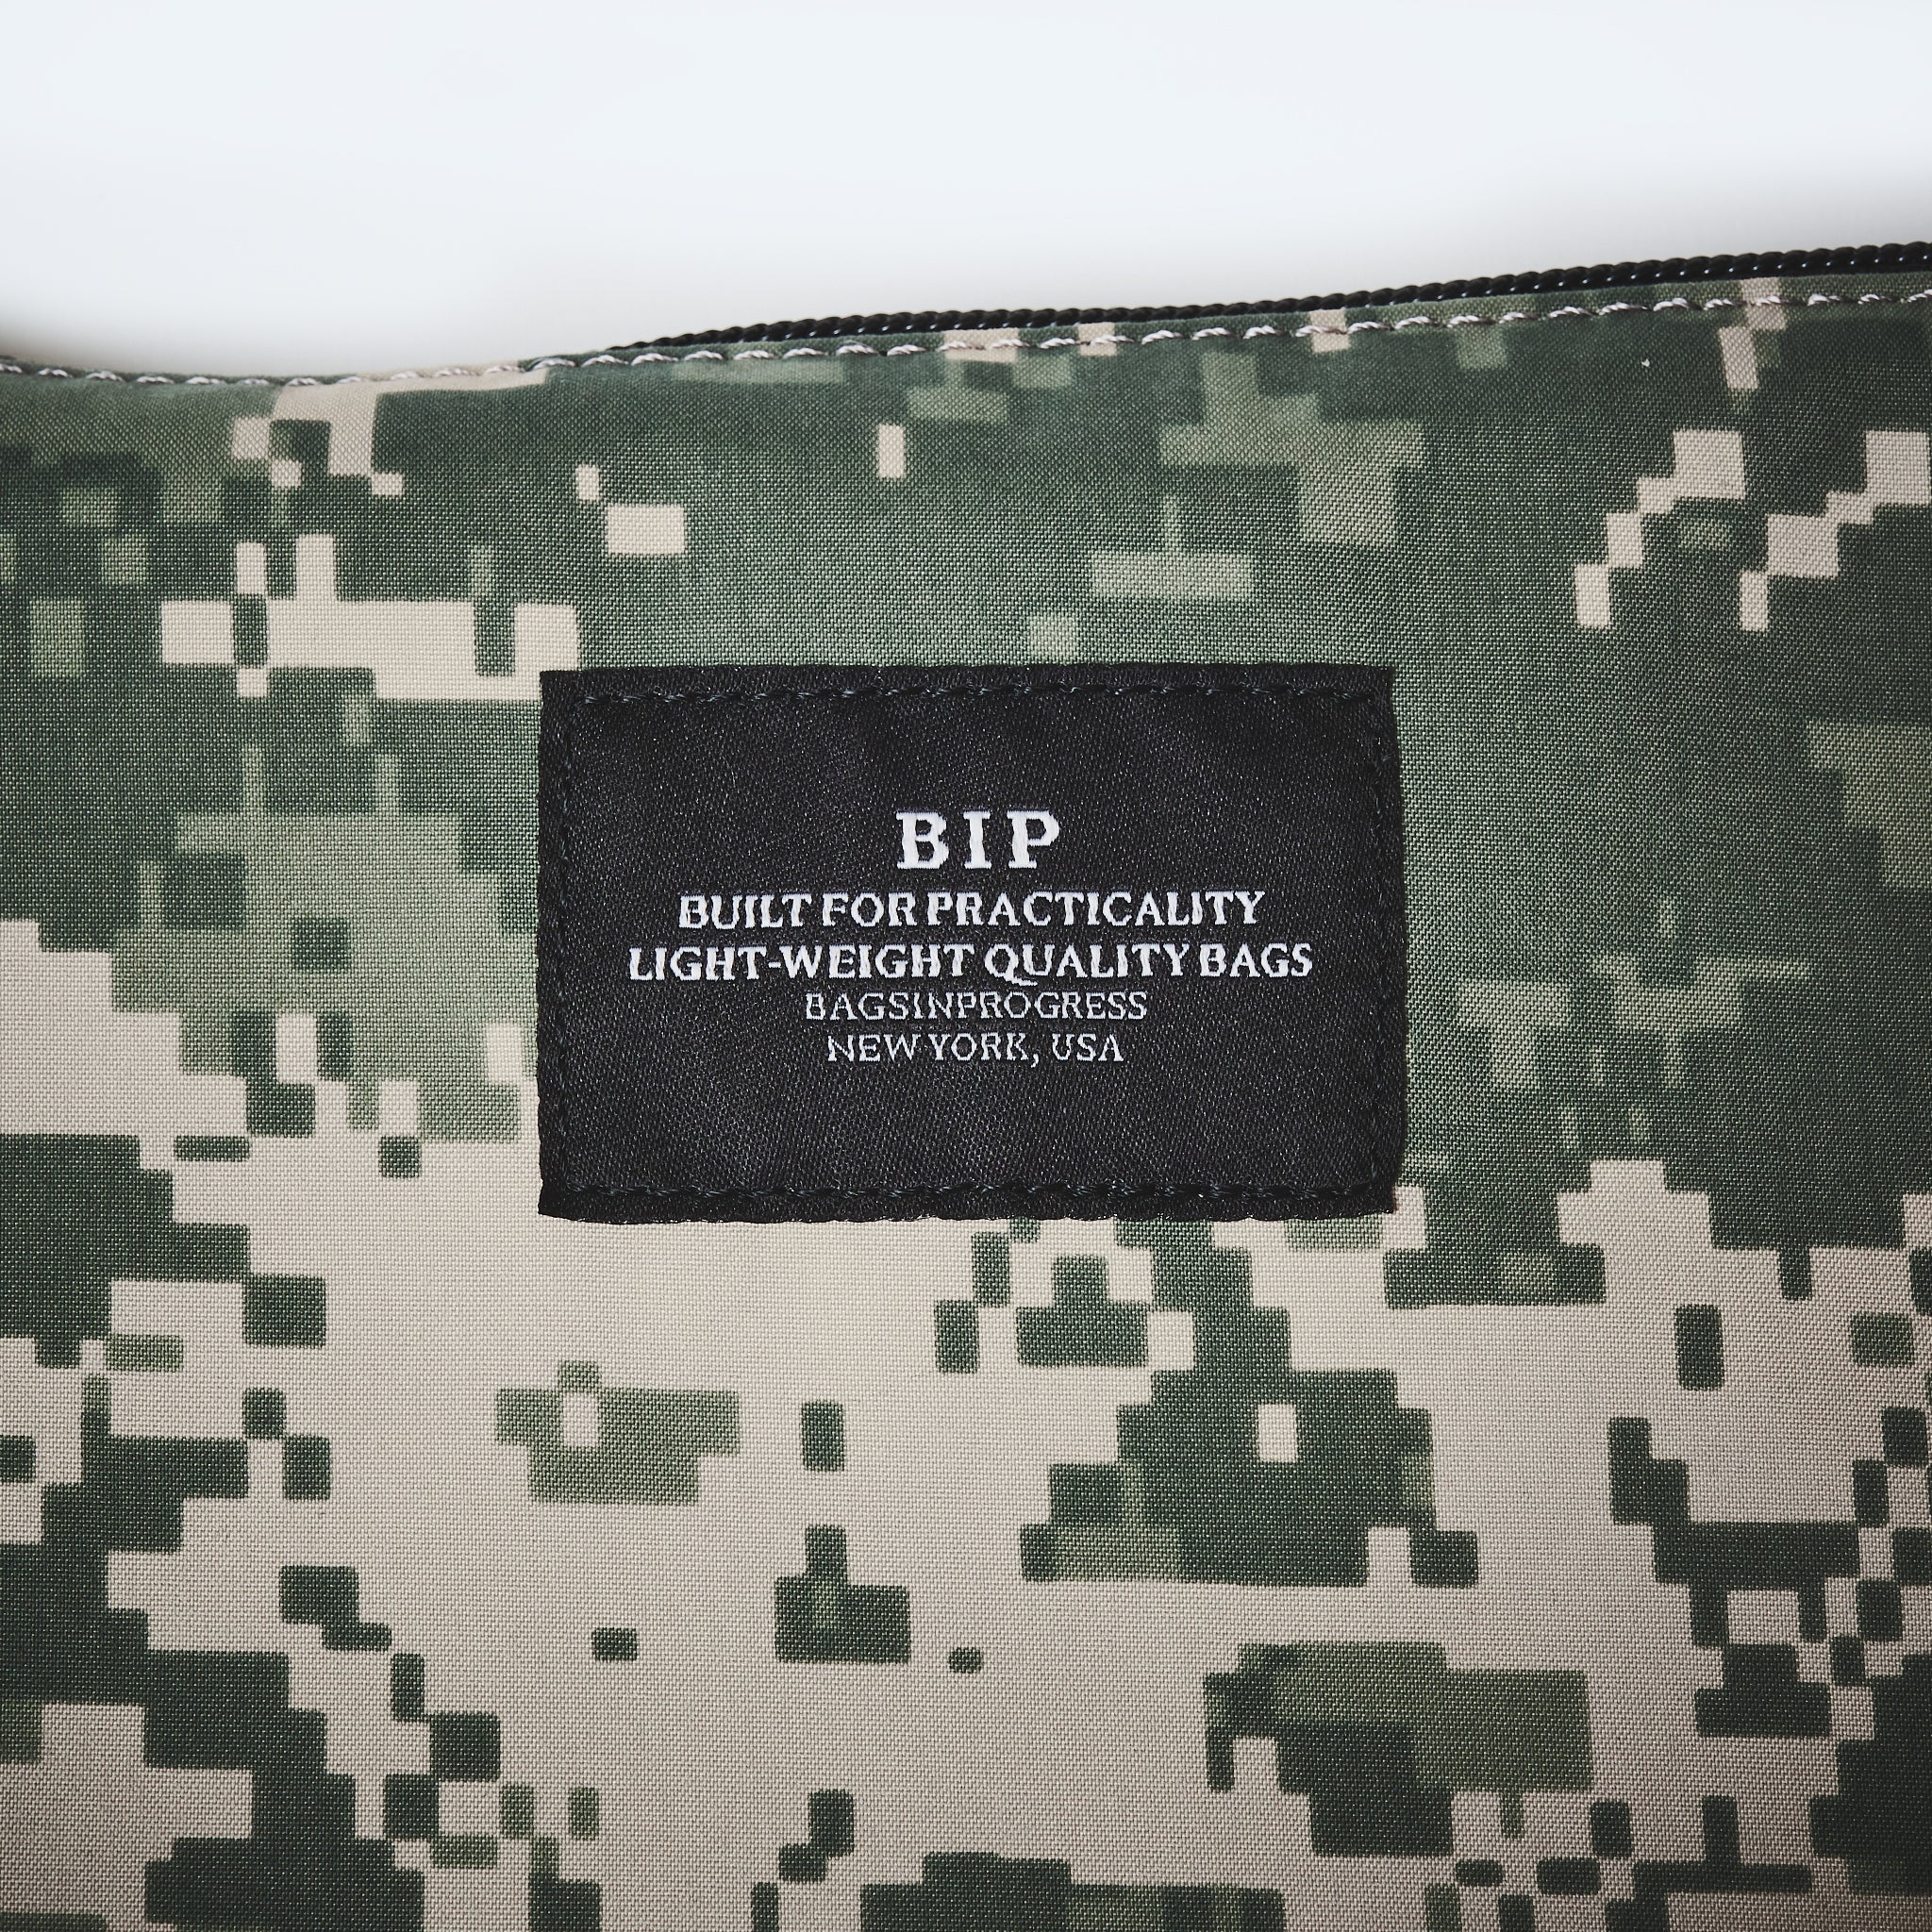 BIP
BUILT FOR PRACTICALITY
LIGHT-WEIGHT QUALITY BAGS
BAGSINPROGRESS
NEW YORK, USA